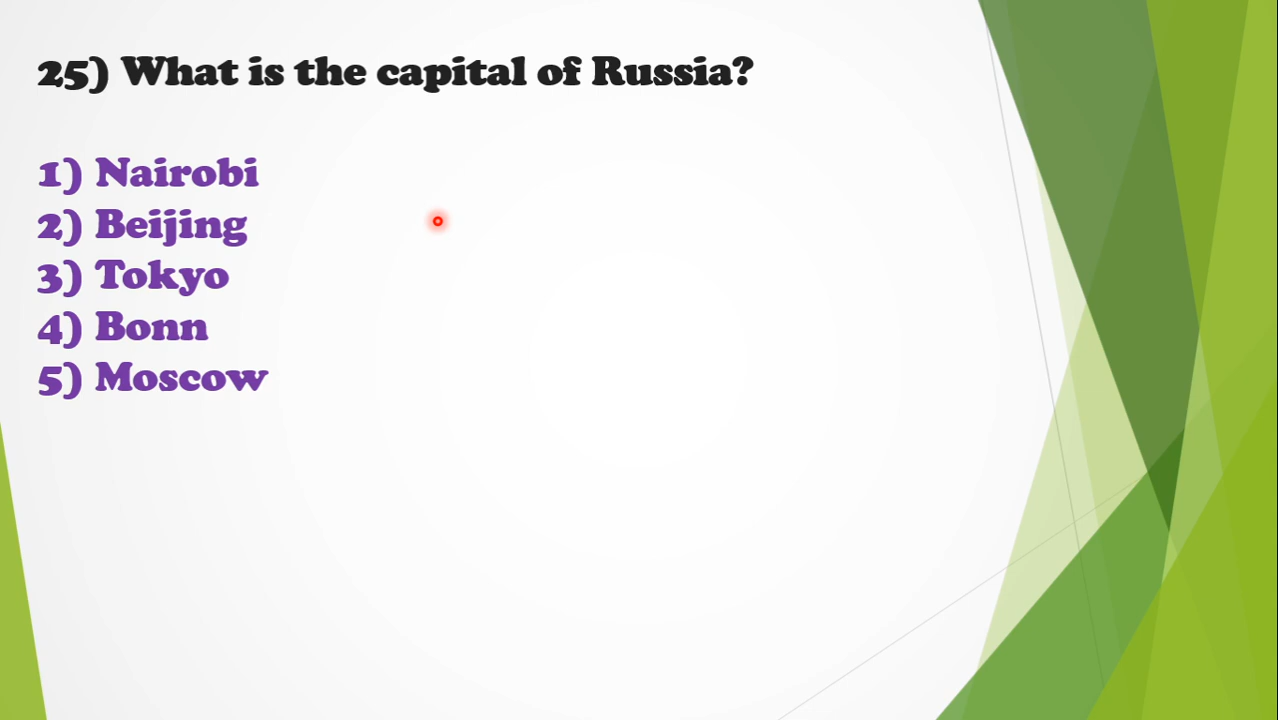 25) What is the capital of Russia?
1) Nairobi
2) Beijing
3) Tokyo
4) Bonn
5) Moscow